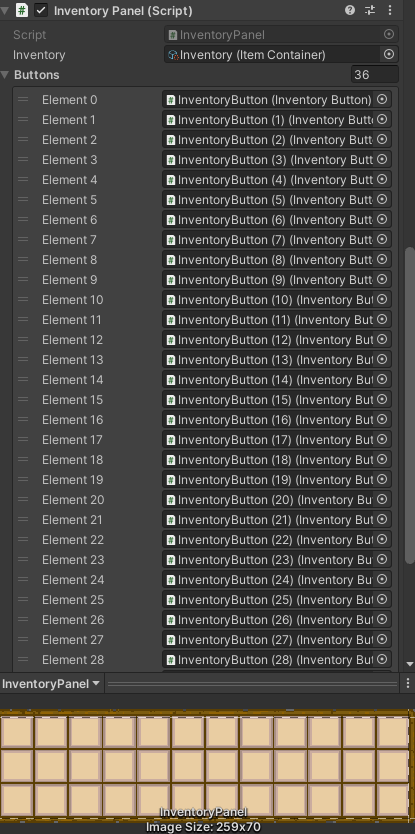 Inventory Panel (Script)
Script InventoryPanel
Inventory Inventory (Item Container)
Buttons 36
Element 0 InventoryButton (Inventory Button)
Element 1 InventoryButton (1) (Inventory Butt
Element 2 InventoryButton (2) (Inventory Butt
Element 3 InventoryButton (3) (Inventory Butt
Element 4 InventoryButton (4) (Inventory Butt
Element 5 InventoryButton (5) (Inventory Butt
Element 6 InventoryButton (6) (Inventory Butt
Element 7 InventoryButton (7) (Inventory Butt
Element 8 InventoryButton (8) (Inventory Butt
Element 9 InventoryButton (9) (Inventory Butt
Element 10 InventoryButton (10) (Inventory But
Element 11 InventoryButton (11) (Inventory But
Element 12 InventoryButton (12) (Inventory But
Element 13 InventoryButton (13) (Inventory But
Element 14 InventoryButton (14) (Inventory But
Element 15 InventoryButton (15) (Inventory But
Element 16 InventoryButton (16) (Inventory But
Element 17 InventoryButton (17) (Inventory But
Element 18 InventoryButton (18) (Inventory But
Element 19 InventoryButton (19) (Inventory But
Element 20 InventoryButton (20) (Inventory But
Element 21 InventoryButton (21) (Inventory But
Element 22 InventoryButton (22) (Inventory But
Element 23 InventoryButton (23) (Inventory But
Element 24 InventoryButton (24) (Inventory But
Element 25 InventoryButton (25) (Inventory But
Element 26 InventoryButton (26) (Inventory But
Element 27 InventoryButton (27) (Inventory But
Element 28 InventoryButton (28) (Inventory But
InventoryPanel
InventoryPanel
Image Size: 259x70